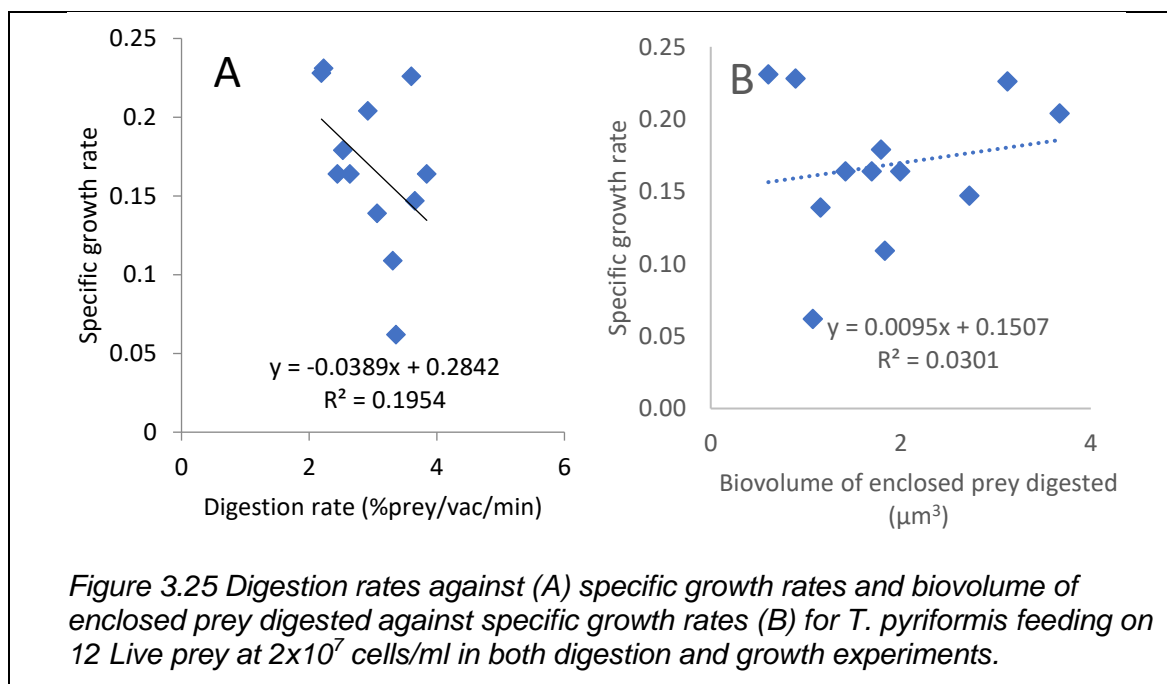 A
0.25
0.2
0.15
0.1
0.05
0
0 2 4 6
Specific growth rate
Digestion rate (%prey/vac/min)
y = -0.0389x + 0.2842
R² = 0.1954
B
0.25
0.20
0.15
0.10
0.05
0.00
0 2 4
Specific growth rate
Biovolume of enclosed prey digested
(µm³)
y = 0.0095x + 0.1507
R² = 0.0301
Figure 3.25 Digestion rates against (A) specific growth rates and biovolume of
enclosed prey digested against specific growth rates (B) for T. pyriformis feeding on
12 Live prey at 2x10⁷ cells/ml in both digestion and growth experiments.